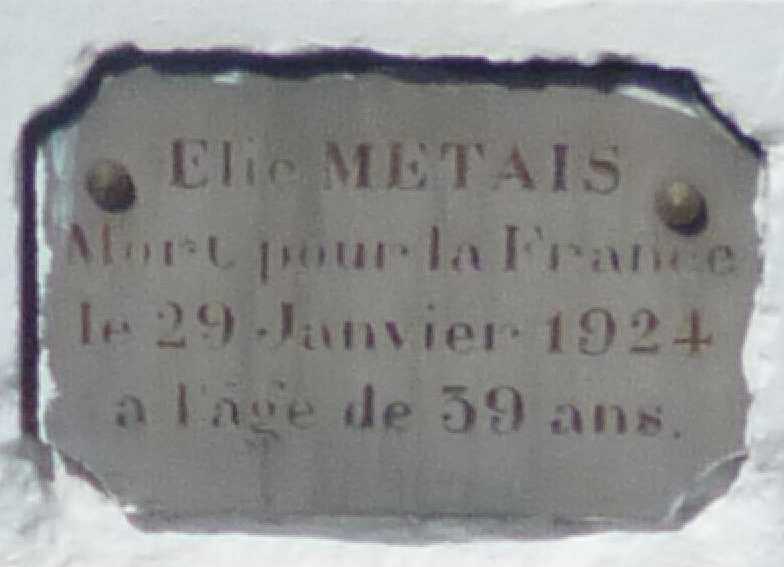 Elie METAIS
Mort pour la France
le 29 Janvier 1924
a l'âge de 39 ans.